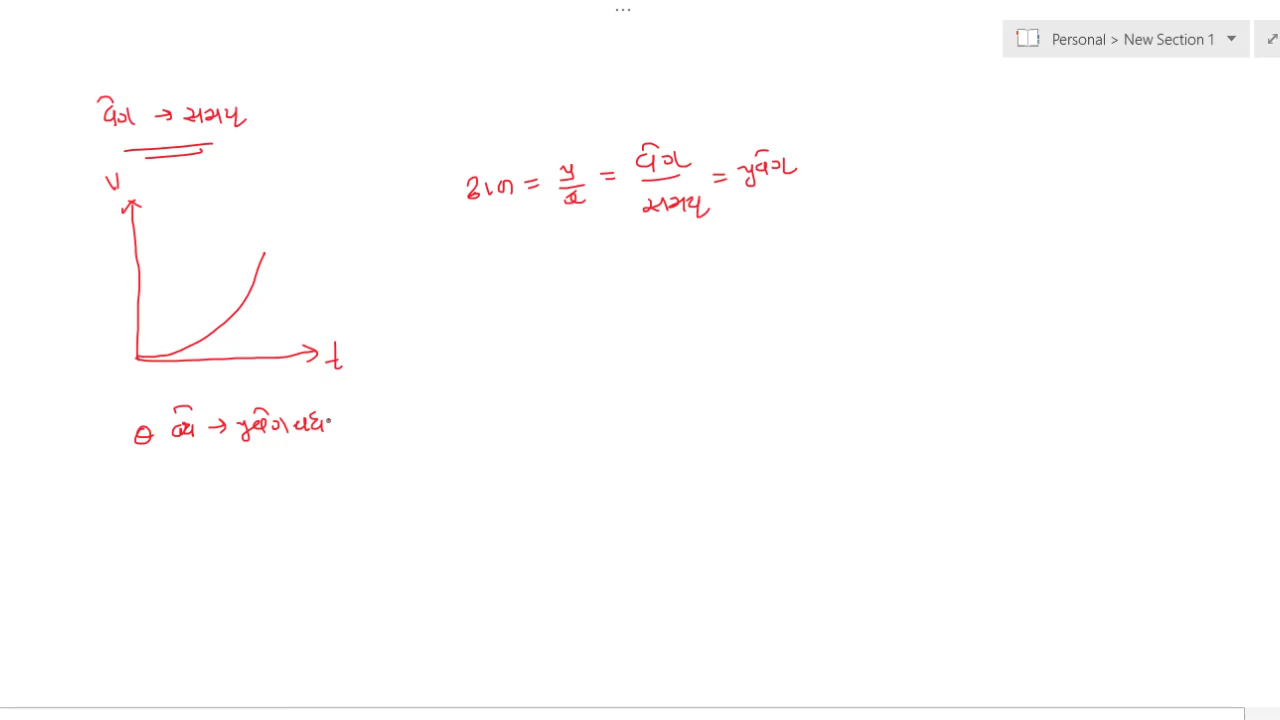 ...
Personal > New Section 1
વેગ → સમય
V
ઢાળ = y/x = વેગ/સમય = પ્રવેગ
t
θ વધે → પ્રવેગ વધે